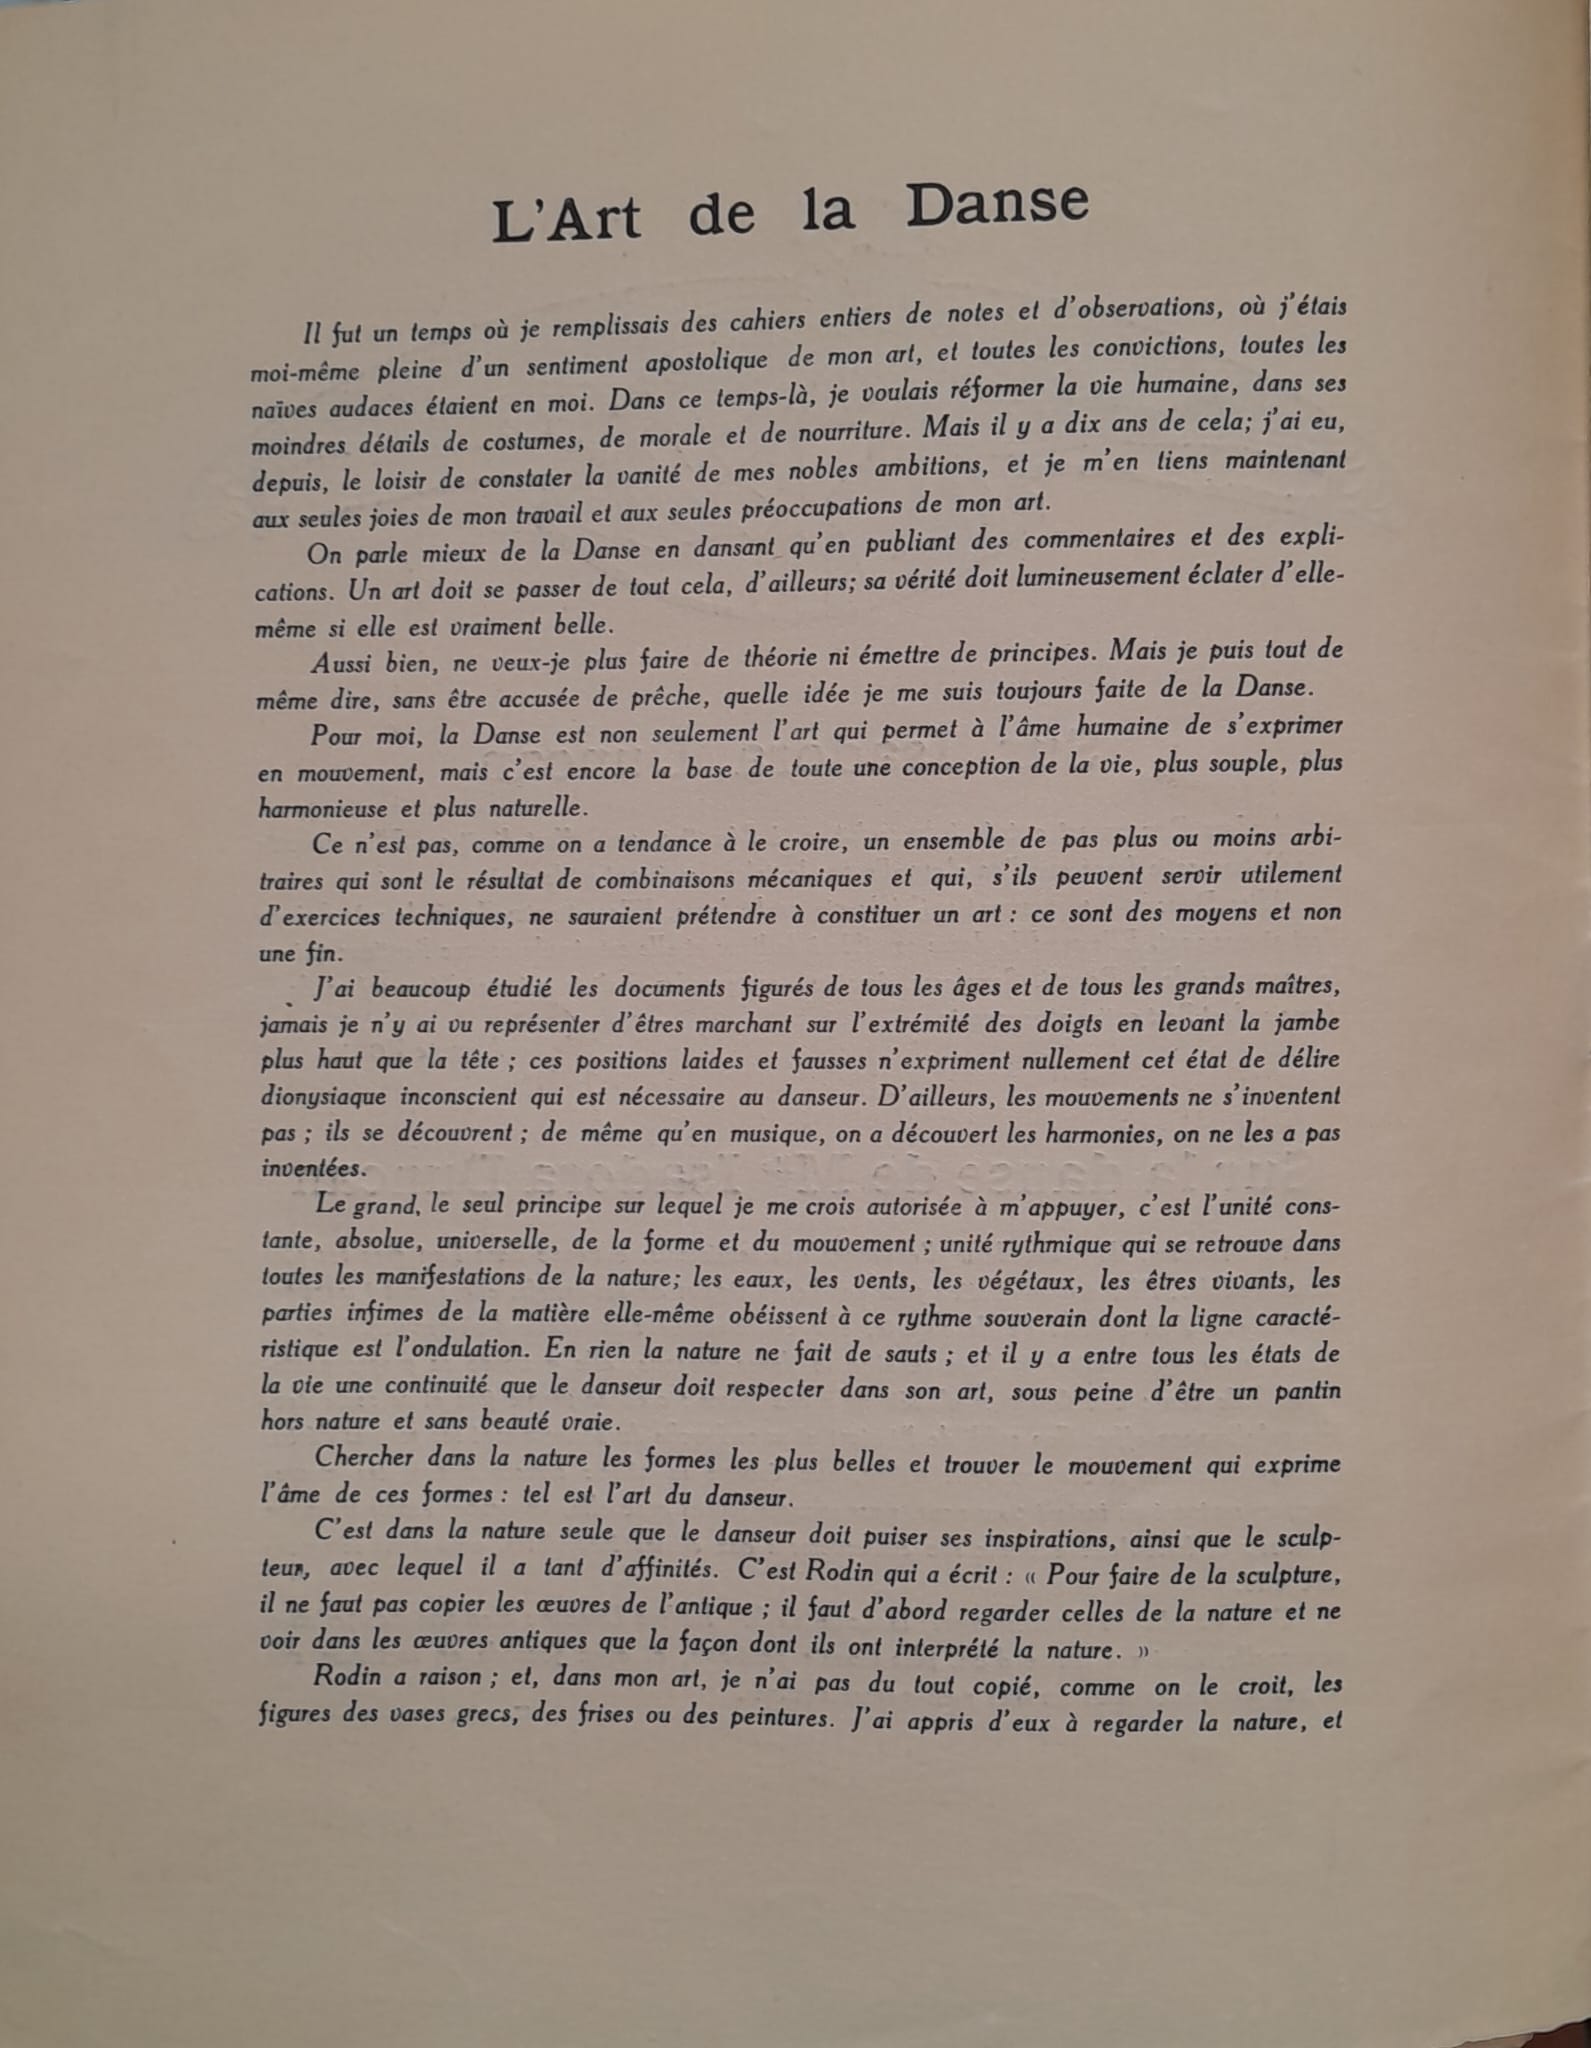 L'Art de la Danse
Il fut un temps où je remplissais des cahiers entiers de notes et d'observations, où j'étais
moi-même pleine d'un sentiment apostolique de mon art, et toutes les convictions, toutes les
naïves audaces étaient en moi. Dans ce temps-là, je voulais réformer la vie humaine, dans ses
moindres détails de costumes, de morale et de nourriture. Mais il y a dix ans de cela; j'ai eu,
depuis, le loisir de constater la vanité de mes nobles ambitions, et je m'en tiens maintenant
aux seules joies de mon travail et aux seules préoccupations de mon art.
On parle mieux de la Danse en dansant qu'en publiant des commentaires et des expli-
cations. Un art doit se passer de tout cela, d'ailleurs; sa vérité doit lumineusement éclater d'elle-
même si elle est vraiment belle.
Aussi bien, ne veux-je plus faire de théorie ni émettre de principes. Mais je puis tout de
même dire, sans être accusée de prêche, quelle idée je me suis toujours faite de la Danse.
Pour moi, la Danse est non seulement l'art qui permet à l'âme humaine de s'exprimer
en mouvement, mais c'est encore la base de toute une conception de la vie, plus souple, plus
harmonieuse et plus naturelle.
Ce n'est pas, comme on a tendance à le croire, un ensemble de pas plus ou moins arbi-
traires qui sont le résultat de combinaisons mécaniques et qui, s'ils peuvent servir utilement
d'exercices techniques, ne sauraient prétendre à constituer un art : ce sont des moyens et non
une fin.
J'ai beaucoup étudié les documents figurés de tous les âges et de tous les grands maîtres,
jamais je n'y ai vu représenter d'êtres marchant sur l'extrémité des doigts en levant la jambe
plus haut que la tête ; ces positions laides et fausses n'expriment nullement cet état de délire
dionysiaque inconscient qui est nécessaire au danseur. D'ailleurs, les mouvements ne s'inventent
pas ; ils se découvrent ; de même qu'en musique, on a découvert les harmonies, on ne les a pas
inventées.
Le grand, le seul principe sur lequel je me crois autorisée à m'appuyer, c'est l'unité cons-
tante, absolue, universelle, de la forme et du mouvement ; unité rythmique qui se retrouve dans
toutes les manifestations de la nature; les eaux, les vents, les végétaux, les êtres vivants, les
parties infimes de la matière elle-même obéissent à ce rythme souverain dont la ligne caracté-
ristique est l'ondulation. En rien la nature ne fait de sauts ; et il y a entre tous les états de
la vie une continuité que le danseur doit respecter dans son art, sous peine d'être un pantin
hors nature et sans beauté vraie.
Chercher dans la nature les formes les plus belles et trouver le mouvement qui exprime
l'âme de ces formes : tel est l'art du danseur.
C'est dans la nature seule que le danseur doit puiser ses inspirations, ainsi que le sculp-
teur, avec lequel il a tant d'affinités. C'est Rodin qui a écrit : « Pour faire de la sculpture,
il ne faut pas copier les œuvres de l'antique ; il faut d'abord regarder celles de la nature et ne
voir dans les œuvres antiques que la façon dont ils ont interprété la nature. »
Rodin a raison ; et, dans mon art, je n'ai pas du tout copié, comme on le croit, les
figures des vases grecs, des frises ou des peintures. J'ai appris d'eux à regarder la nature, et